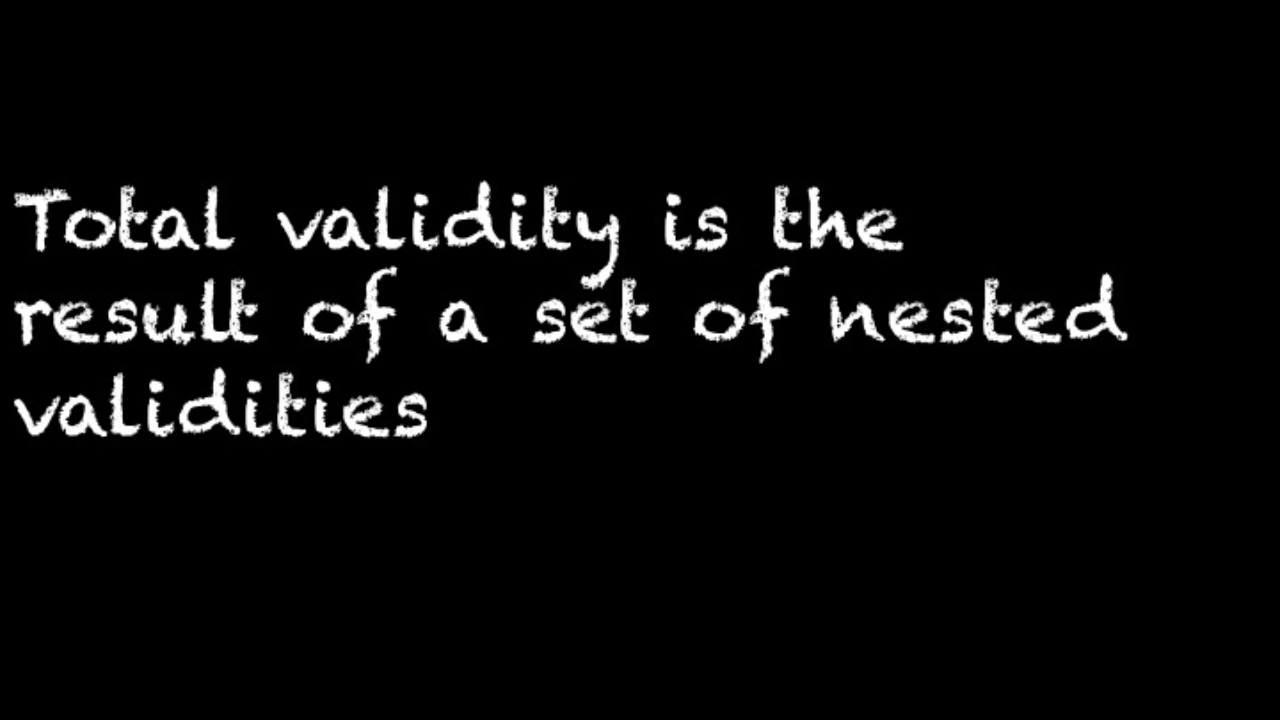 Total validity is the
result of a set of nested
validities